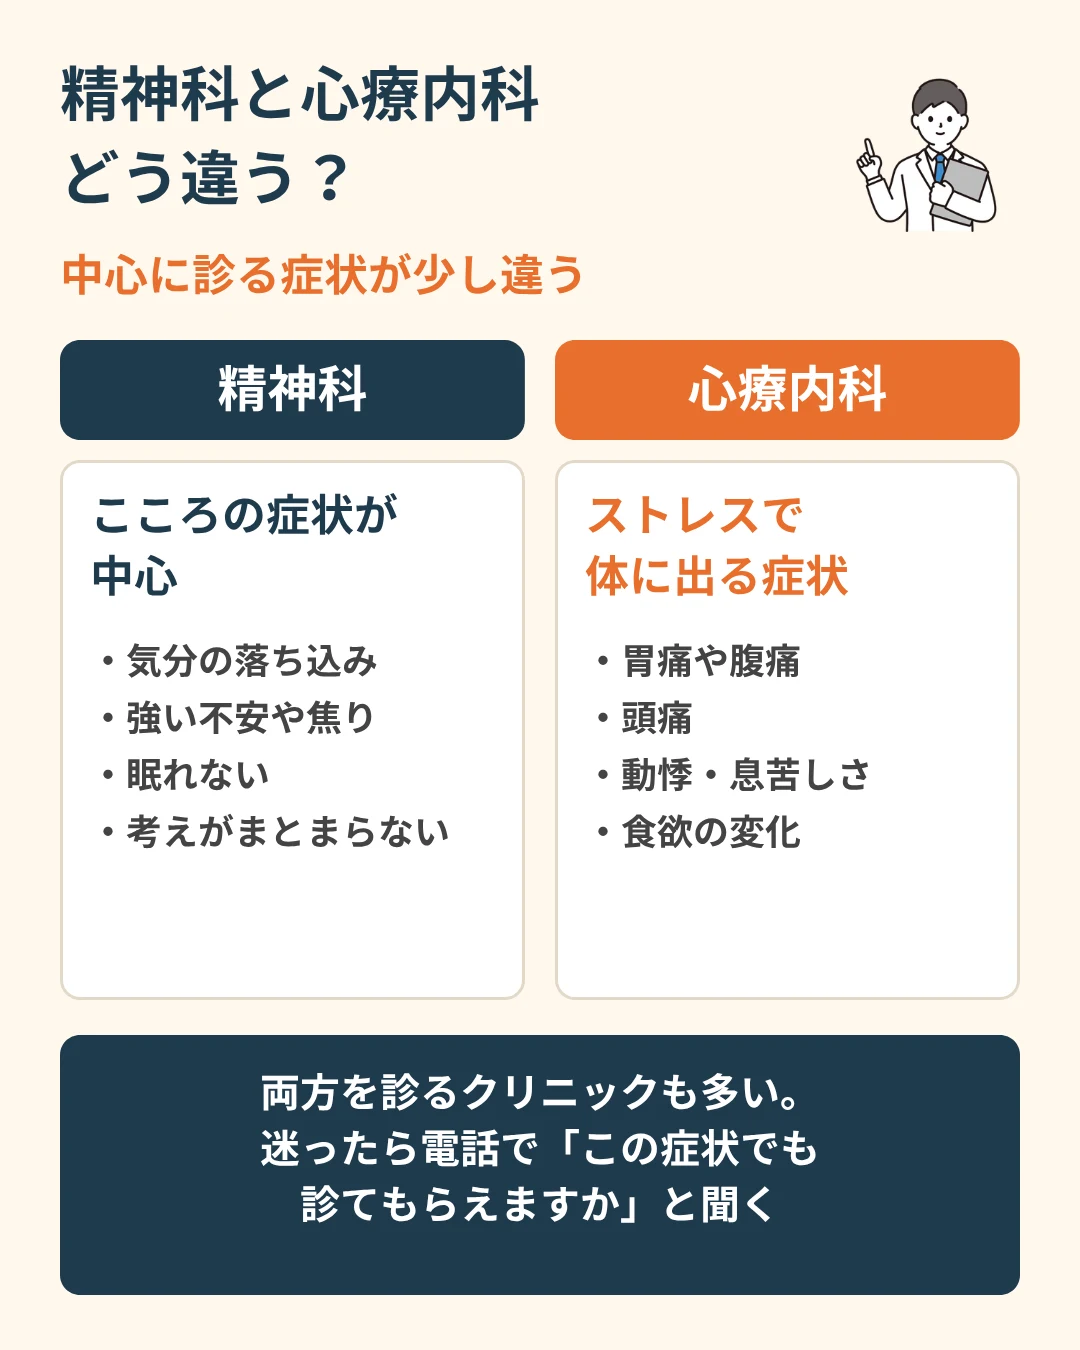 精神科と心療内科
どう違う？
中心に診る症状が少し違う
精神科
こころの症状が
中心
・気分の落ち込み
・強い不安や焦り
・眠れない
・考えがまとまらない
心療内科
ストレスで
体に出る症状
・胃痛や腹痛
・頭痛
・動悸・息苦しさ
・食欲の変化
両方を診るクリニックも多い。
迷ったら電話で「この症状でも
診てもらえますか」と聞く